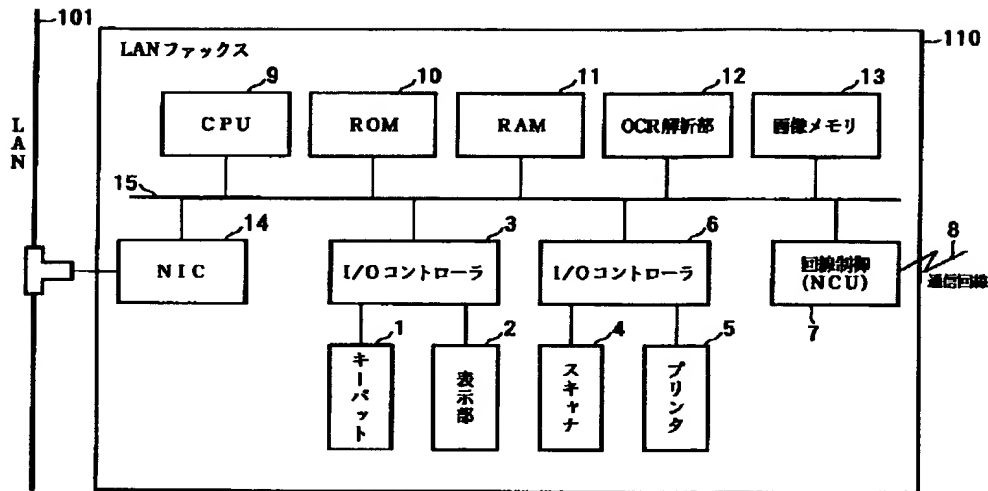 101
110
LANファックス
LAN
9
CPU
10
ROM
11
RAM
12
OCR解析部
13
画像メモリ
15
14
NIC
3
I/Oコントローラ
6
I/Oコントローラ
回線制御
(NCU)
7
8
通信回線
1
キーパット
2
表示部
4
スキャナ
5
プリンタ